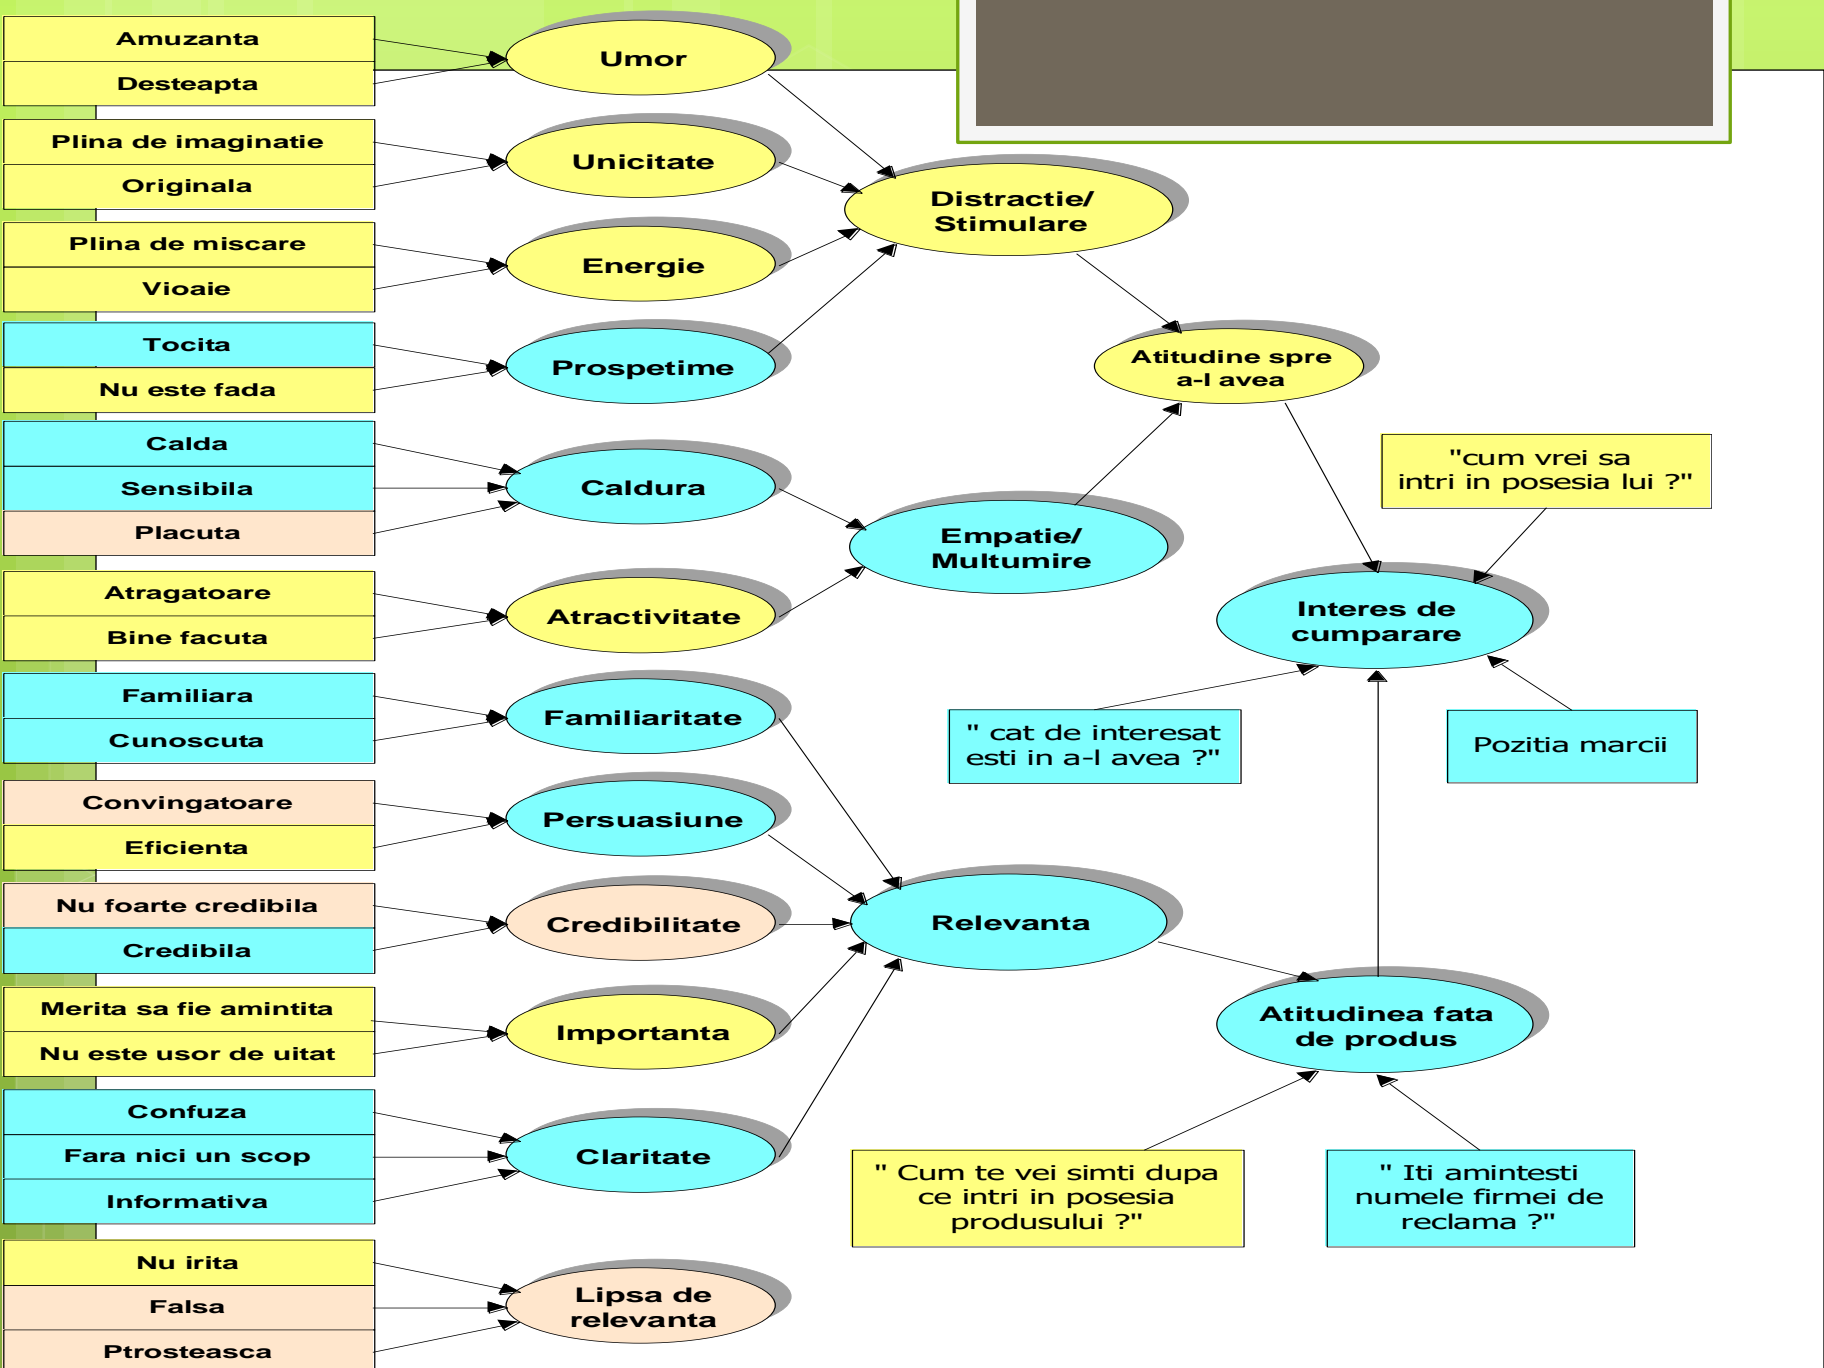 Amuzanta
Desteapta
Plina de imaginatie
Originala
Plina de miscare
Vioaie
Tocita
Nu este fada
Calda
Sensibila
Placuta
Atragatoare
Bine facuta
Familiara
Cunoscuta
Convingatoare
Eficienta
Nu foarte credibila
Credibila
Merita sa fie amintita
Nu este usor de uitat
Confuza
Fara nici un scop
Informativa
Nu irita
Falsa
Ptrosteasca
Umor
Unicitate
Energie
Prospetime
Caldura
Atractivitate
Familiaritate
Persuasiune
Credibilitate
Importanta
Claritate
Lipsa de
relevanta
Distractie/
Stimulare
Empatie/
Multumire
Relevanta
Atitudine spre
a-l avea
"cum vrei sa
intri in posesia lui ?"
Interes de
cumparare
" cat de interesat
esti in a-l avea ?"
Pozitia marcii
Atitudinea fata
de produs
" Cum te vei simti dupa
ce intri in posesia
produsului ?"
" Iti amintesti
numele firmei de
reclama ?"